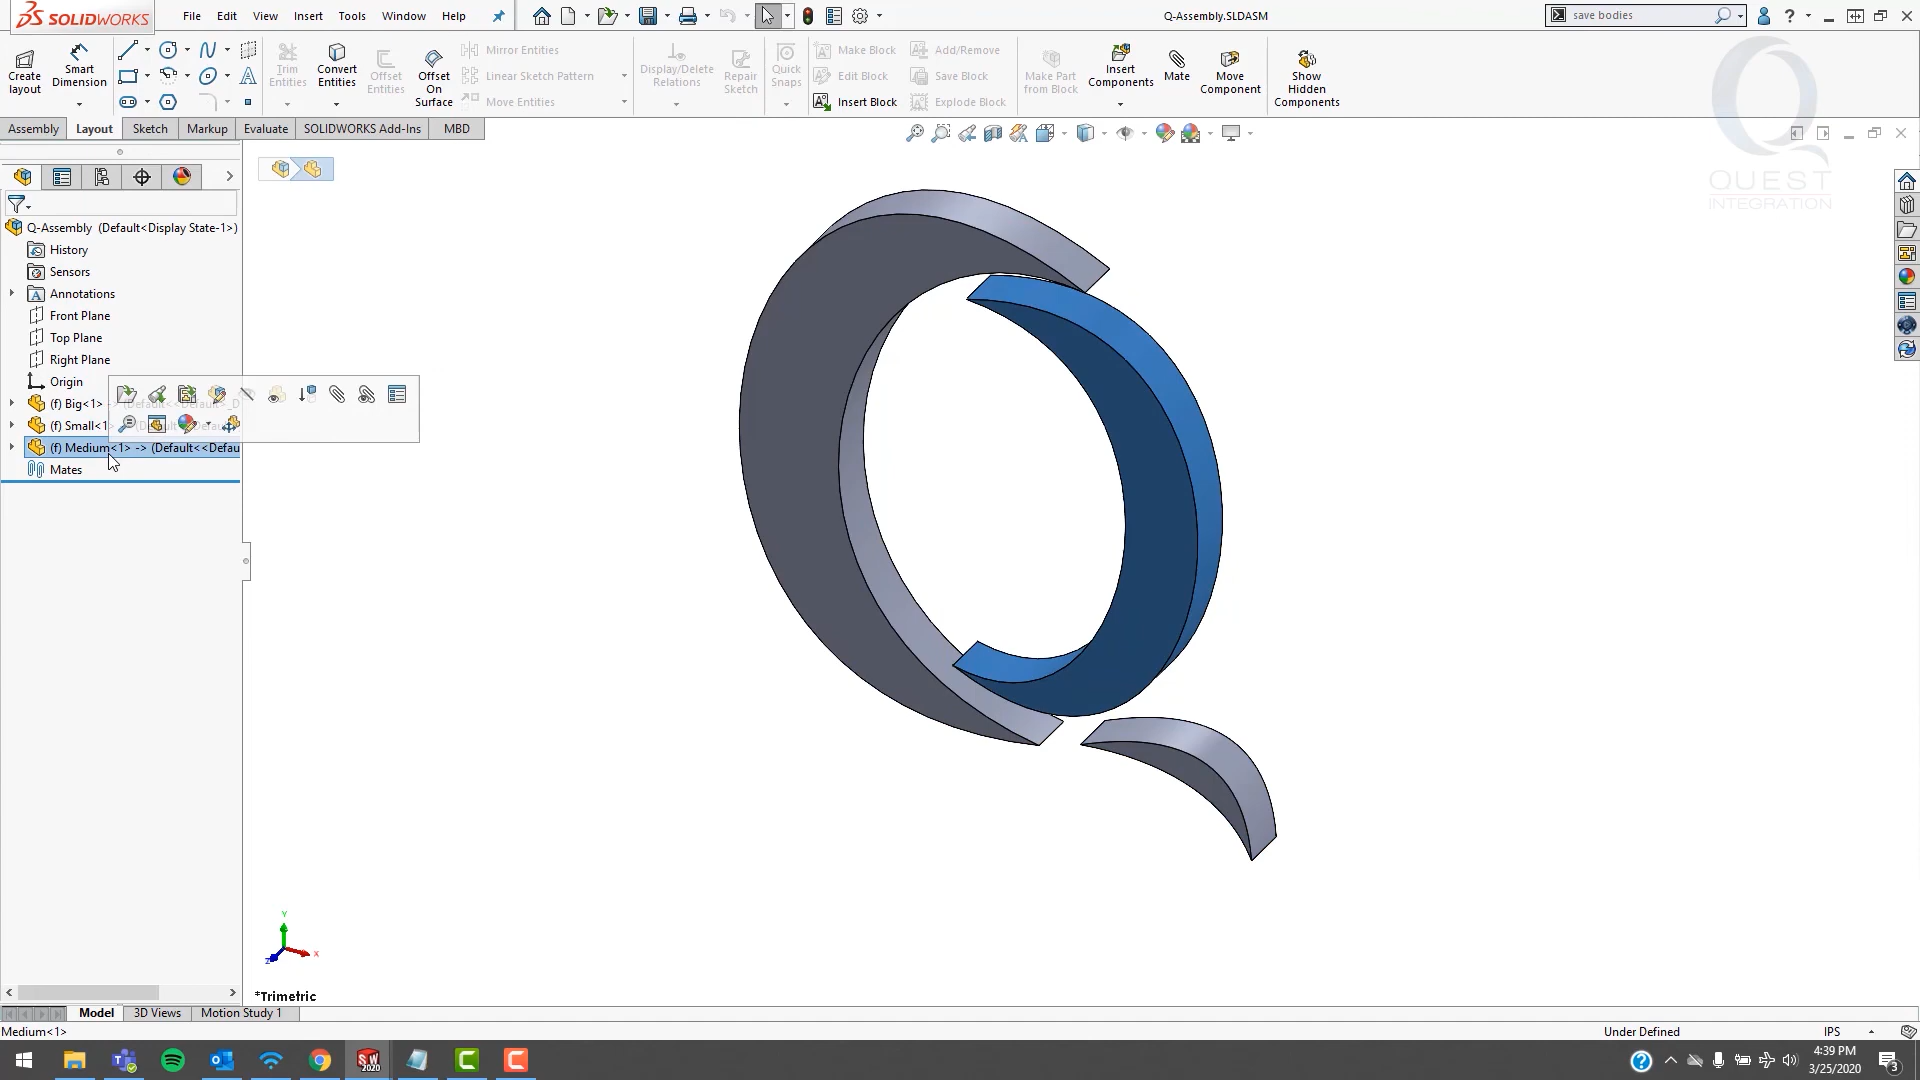 SOLIDWORKS
File Edit View Insert Tools Window Help
Q-Assembly.SLDASM
save bodies
Create layout
Smart Dimension
Trim Entities
Convert Entities
Offset Entities
Offset On Surface
Mirror Entities
Linear Sketch Pattern
Move Entities
Display/Delete Relations
Repair Sketch
Quick Snaps
Make Block
Edit Block
Insert Block
Add/Remove
Save Block
Explode Block
Make Part from Block
Insert Components
Mate
Move Component
Show Hidden Components
Assembly Layout Sketch Markup Evaluate SOLIDWORKS Add-Ins MBD
QUEST
INTEGRATION
Q-Assembly (Default<Display State-1>)
History
Sensors
Annotations
Front Plane
Top Plane
Right Plane
Origin
(f) Big<1> -> (Default<<Default>_D
(f) Small<1
(f) Medium<1> -> (Default<<Defau
Mates
Y
X
Z
*Trimetric
Model 3D Views Motion Study 1
Medium<1>
Under Defined
IPS
SW
2020
4:39 PM
3/25/2020
3